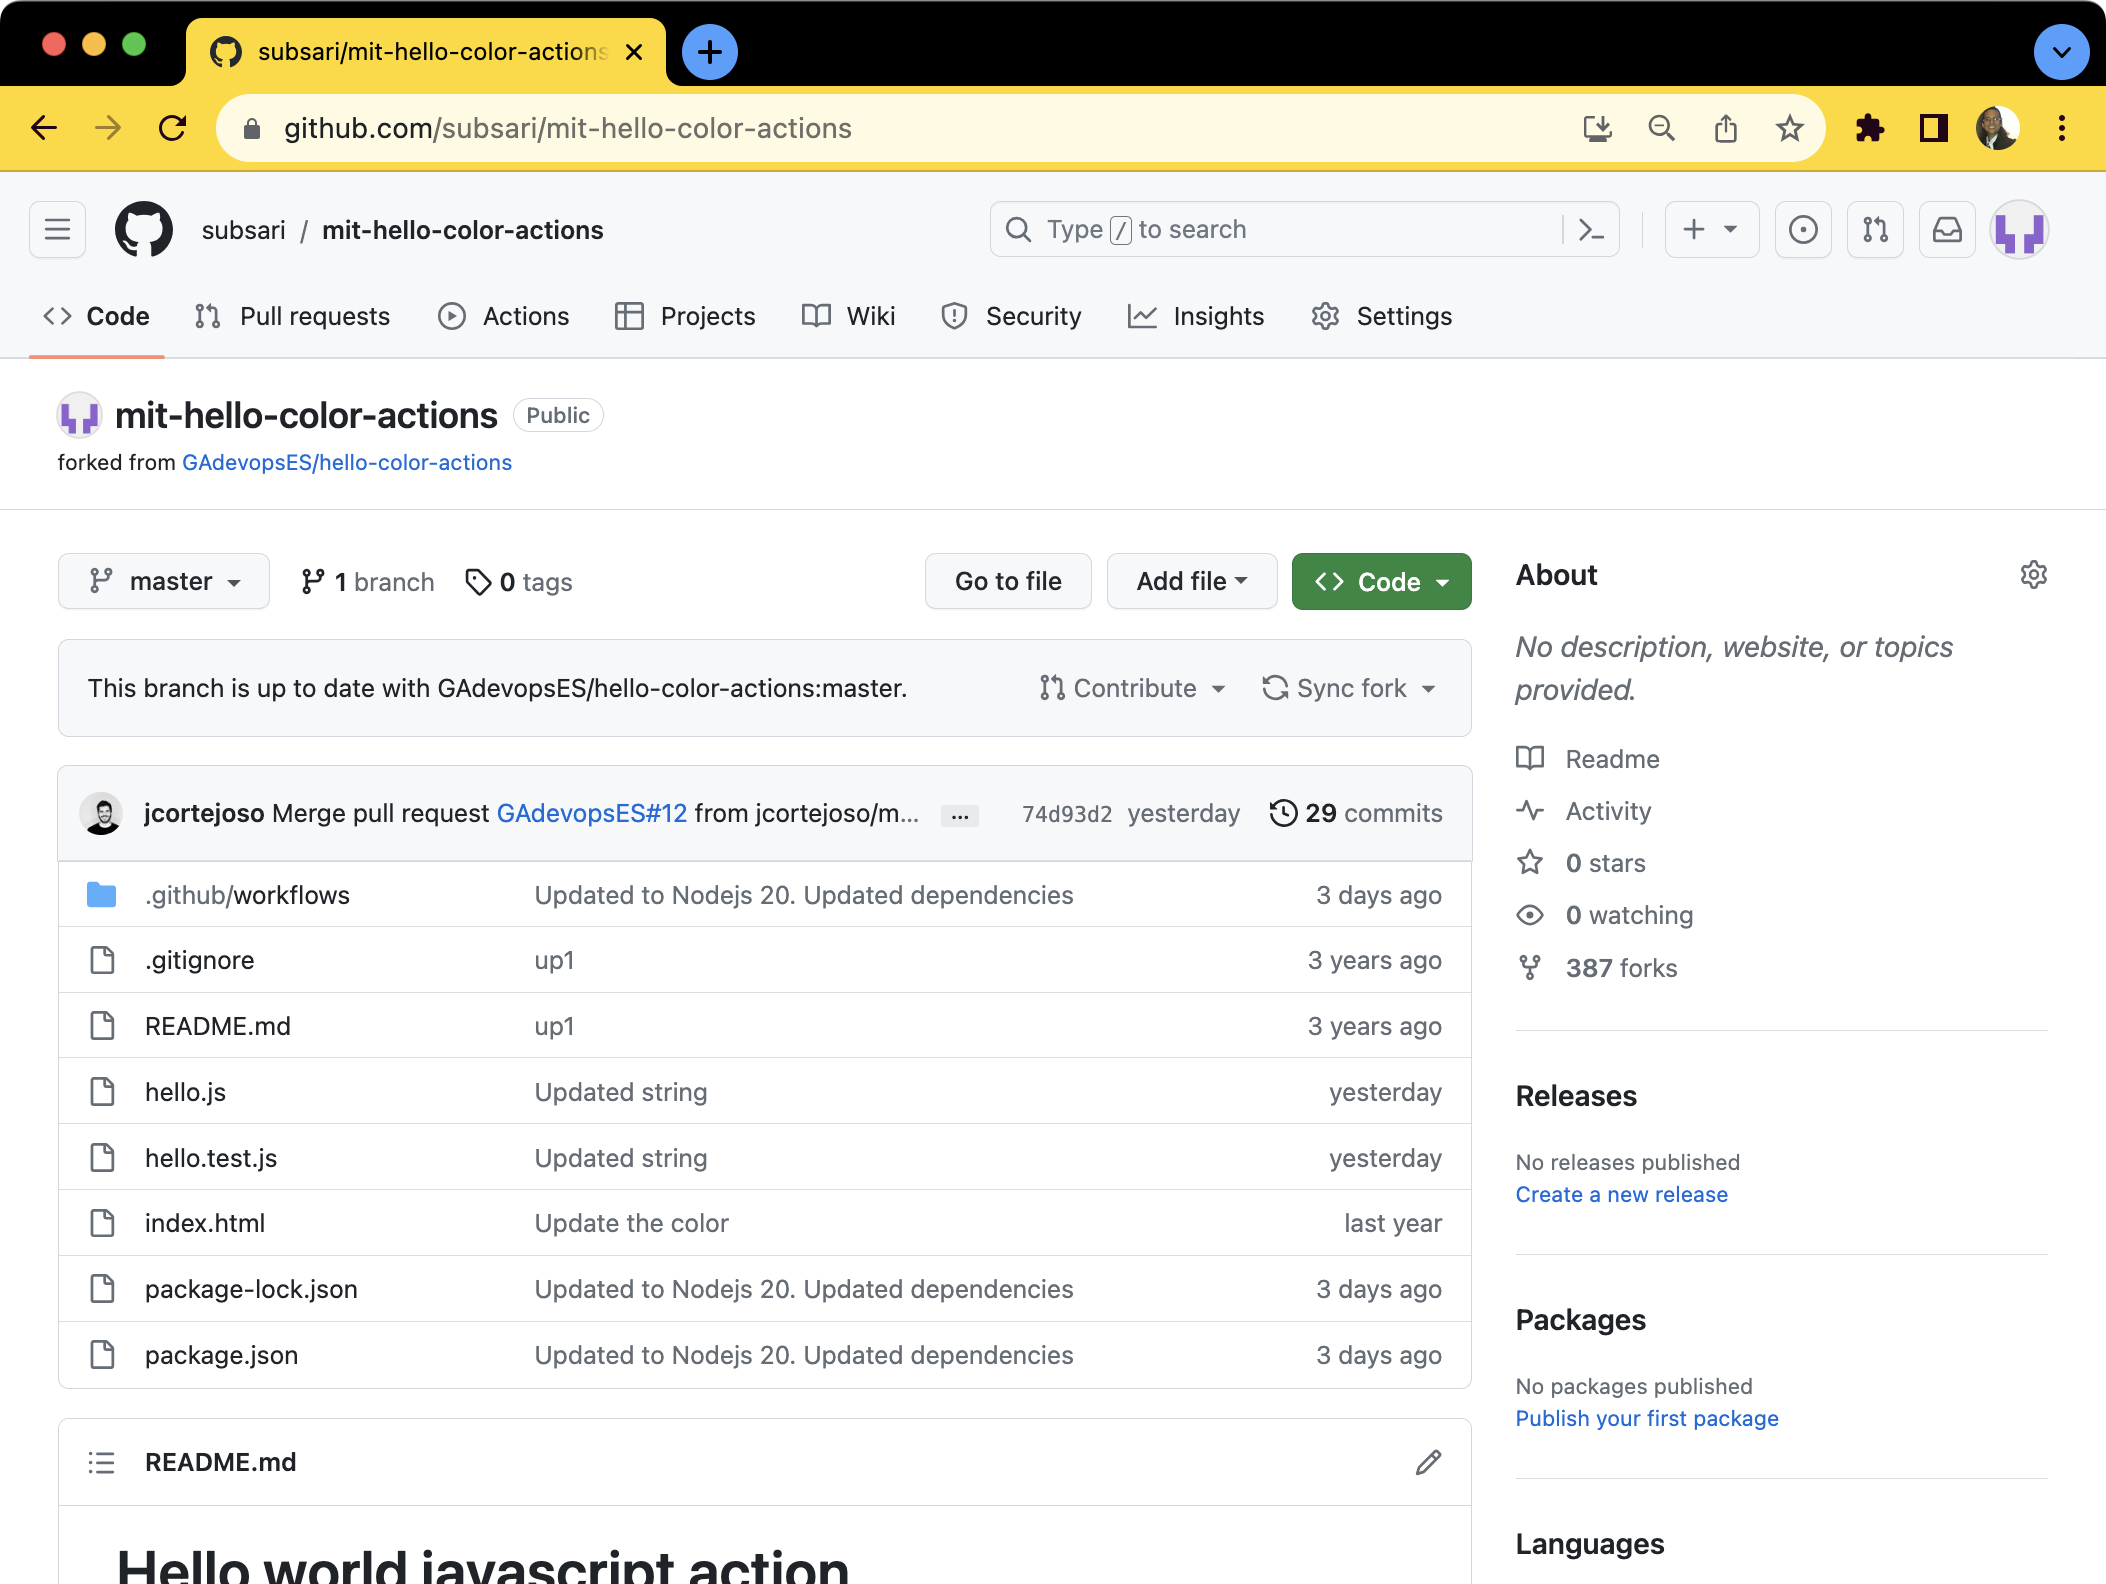 subsari/mit-hello-color-actions
github.com/subsari/mit-hello-color-actions
subsari / mit-hello-color-actions
Type / to search
Code Pull requests Actions Projects Wiki Security Insights Settings
mit-hello-color-actions Public
forked from GAdevopsES/hello-color-actions
master 1 branch 0 tags Go to file Add file Code
This branch is up to date with GAdevopsES/hello-color-actions:master. Contribute Sync fork
jcortejoso Merge pull request GAdevopsES#12 from jcortejoso/m... ... 74d93d2 yesterday 29 commits
.github/workflows Updated to Nodejs 20. Updated dependencies 3 days ago
.gitignore up1 3 years ago
README.md up1 3 years ago
hello.js Updated string yesterday
hello.test.js Updated string yesterday
index.html Update the color last year
package-lock.json Updated to Nodejs 20. Updated dependencies 3 days ago
package.json Updated to Nodejs 20. Updated dependencies 3 days ago
README.md
Hello world javascript action
About
No description, website, or topics
provided.
Readme
Activity
0 stars
0 watching
387 forks
Releases
No releases published
Create a new release
Packages
No packages published
Publish your first package
Languages